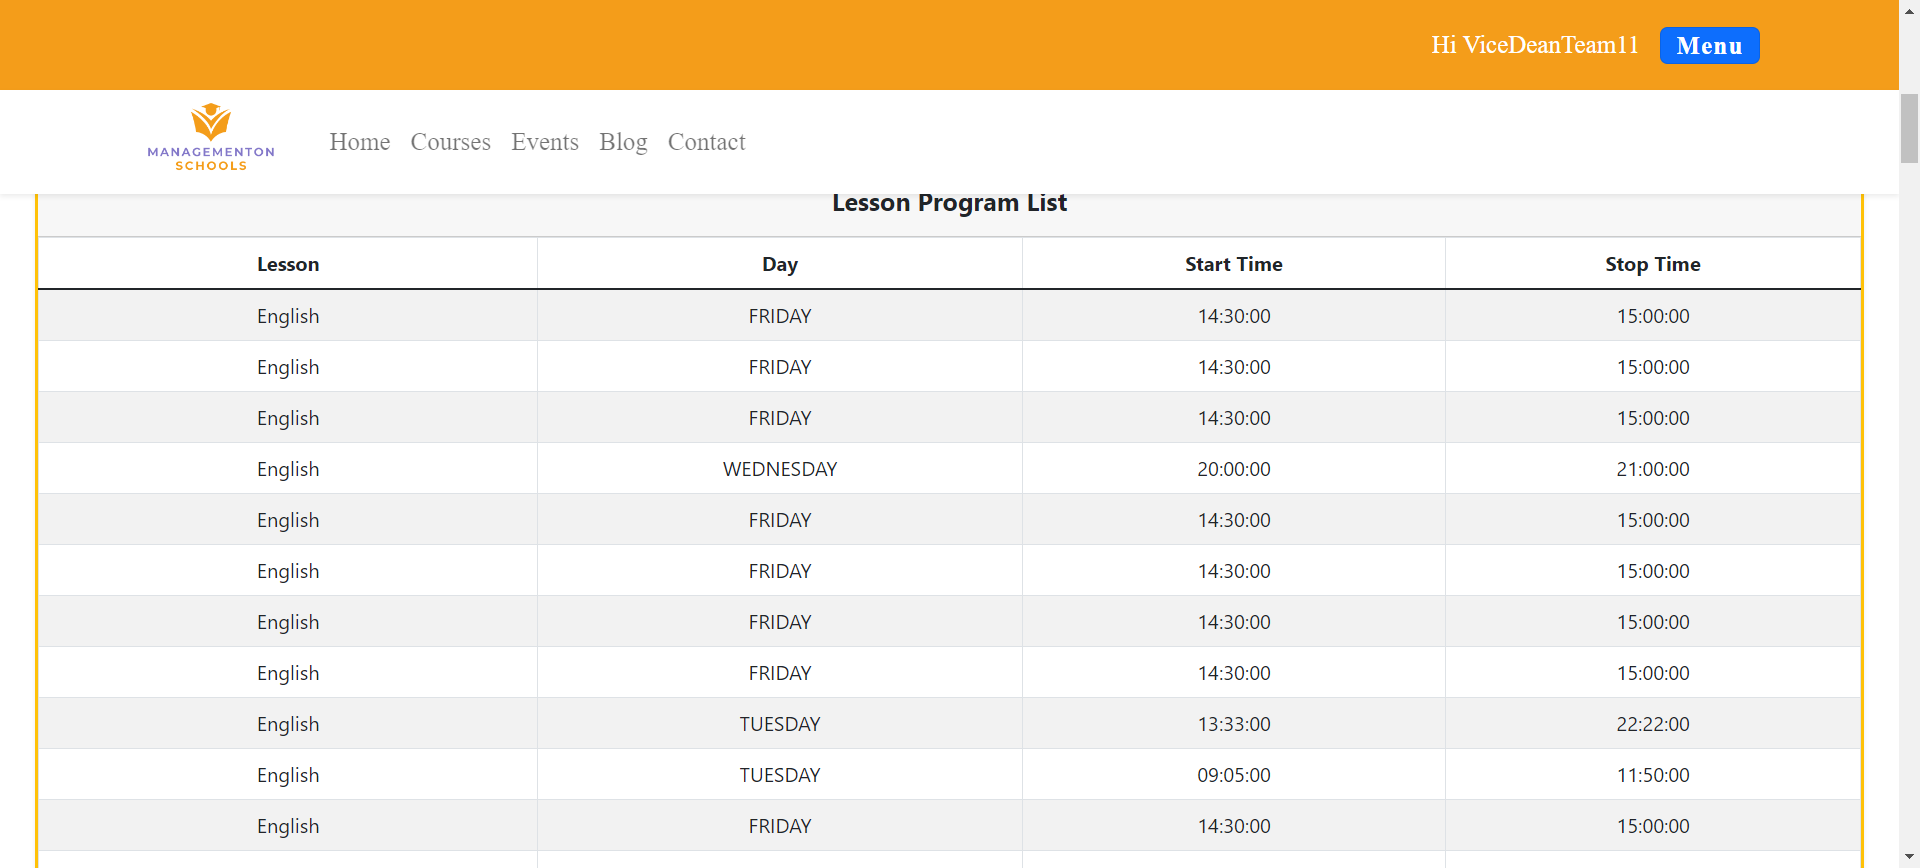 Hi ViceDeanTeam11 Menu
MANAGEMENTON
SCHOOLS
Home Courses Events Blog Contact
Lesson Program List
Lesson Day Start Time Stop Time
English FRIDAY 14:30:00 15:00:00
English FRIDAY 14:30:00 15:00:00
English FRIDAY 14:30:00 15:00:00
English WEDNESDAY 20:00:00 21:00:00
English FRIDAY 14:30:00 15:00:00
English FRIDAY 14:30:00 15:00:00
English FRIDAY 14:30:00 15:00:00
English FRIDAY 14:30:00 15:00:00
English TUESDAY 13:33:00 22:22:00
English TUESDAY 09:05:00 11:50:00
English FRIDAY 14:30:00 15:00:00